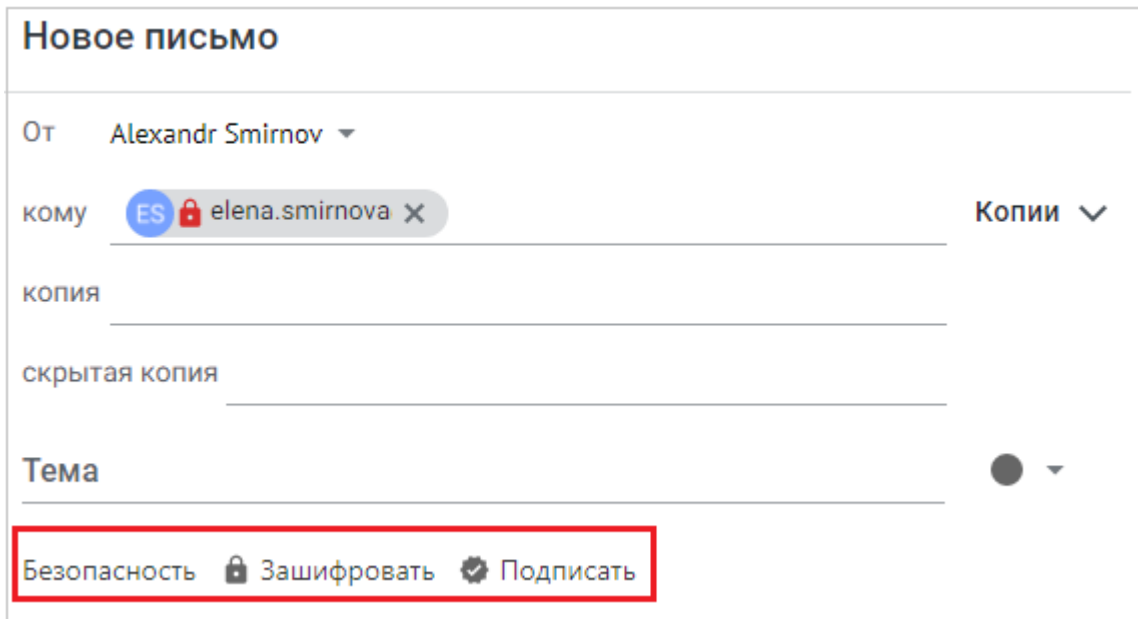 Новое письмо
От Alexandr Smirnov
кому ES elena.smirnova Копии
копия
скрытая копия
Тема
Безопасность Зашифровать Подписать